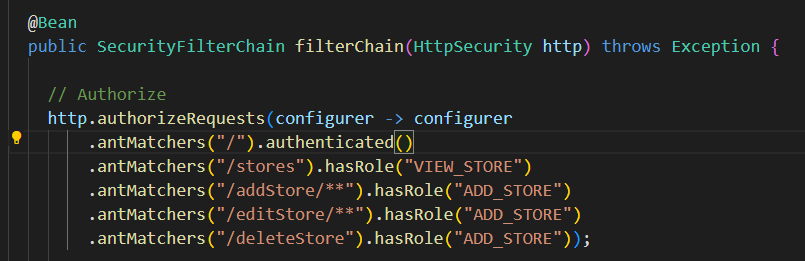 @Bean
public SecurityFilterChain filterChain(HttpSecurity http) throws Exception {
// Authorize
http.authorizeRequests(configurer -> configurer
.antMatchers("/").authenticated()
.antMatchers("/stores").hasRole("VIEW_STORE")
.antMatchers("/addStore/**").hasRole("ADD_STORE")
.antMatchers("/editStore/**").hasRole("ADD_STORE")
.antMatchers("/deleteStore").hasRole("ADD_STORE"));